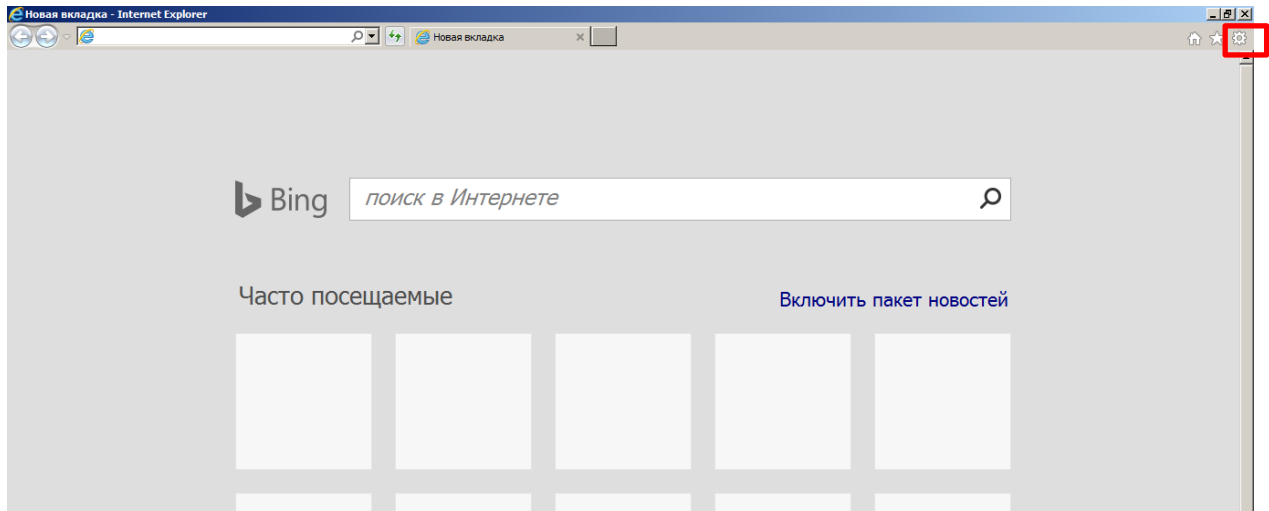 Новая вкладка - Internet Explorer
Новая вкладка
Bing
поиск в Интернете
Часто посещаемые
Включить пакет новостей